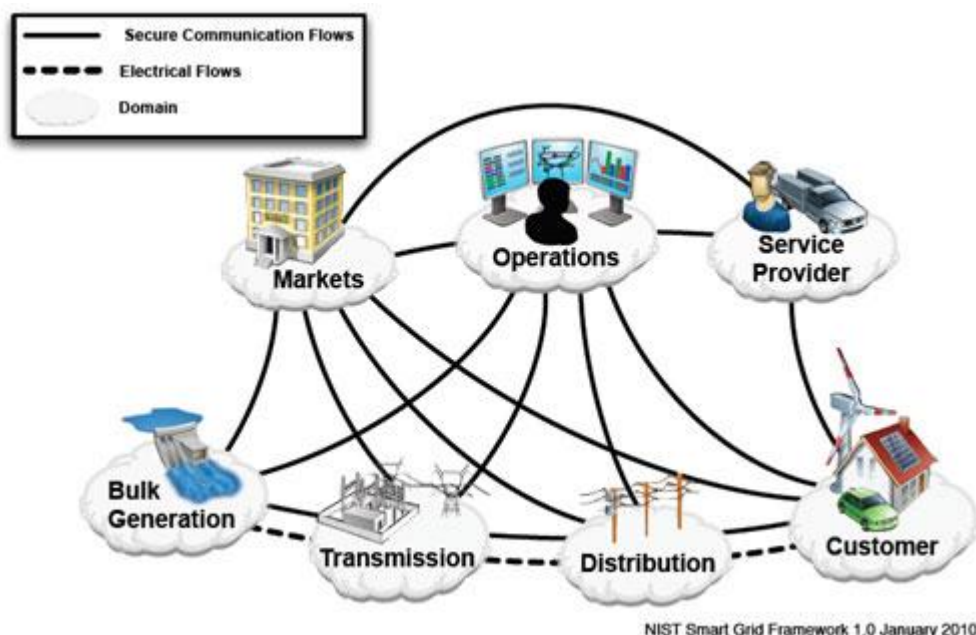 Secure Communication Flows
Electrical Flows
Domain
Markets
Operations
Service
Provider
Bulk
Generation
Transmission
Distribution
Customer
NIST Smart Grid Framework 1.0 January 2010